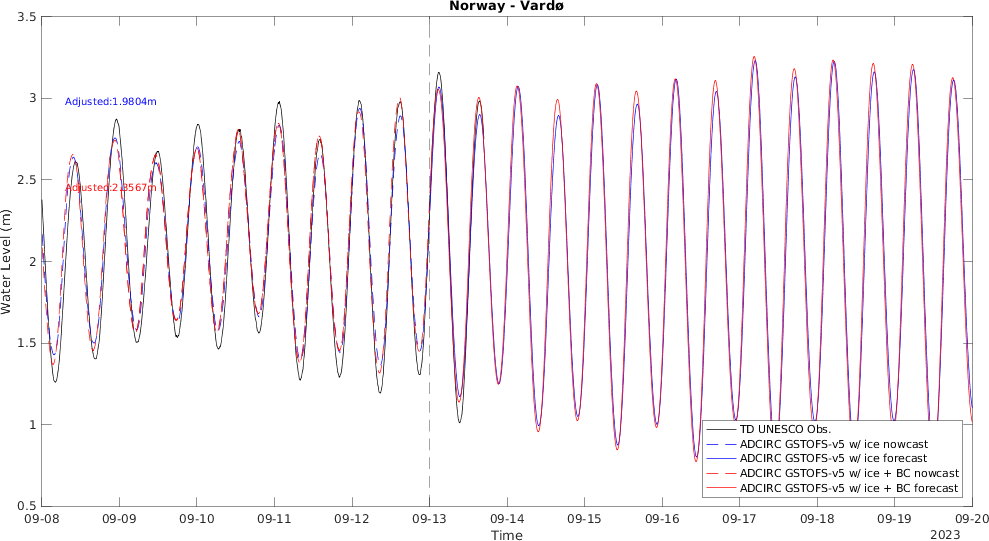 Norway - Vardø
3.5
3
2.5
2
1.5
1
0.5
Water Level (m)
Adjusted:1.9804m
Adjusted:2.3567m
TD UNESCO Obs.
ADCIRC GSTOFS-v5 w/ ice nowcast
ADCIRC GSTOFS-v5 w/ ice forecast
ADCIRC GSTOFS-v5 w/ ice + BC nowcast
ADCIRC GSTOFS-v5 w/ ice + BC forecast
09-08 09-09 09-10 09-11 09-12 09-13 09-14 09-15 09-16 09-17 09-18 09-19 09-20
Time
2023